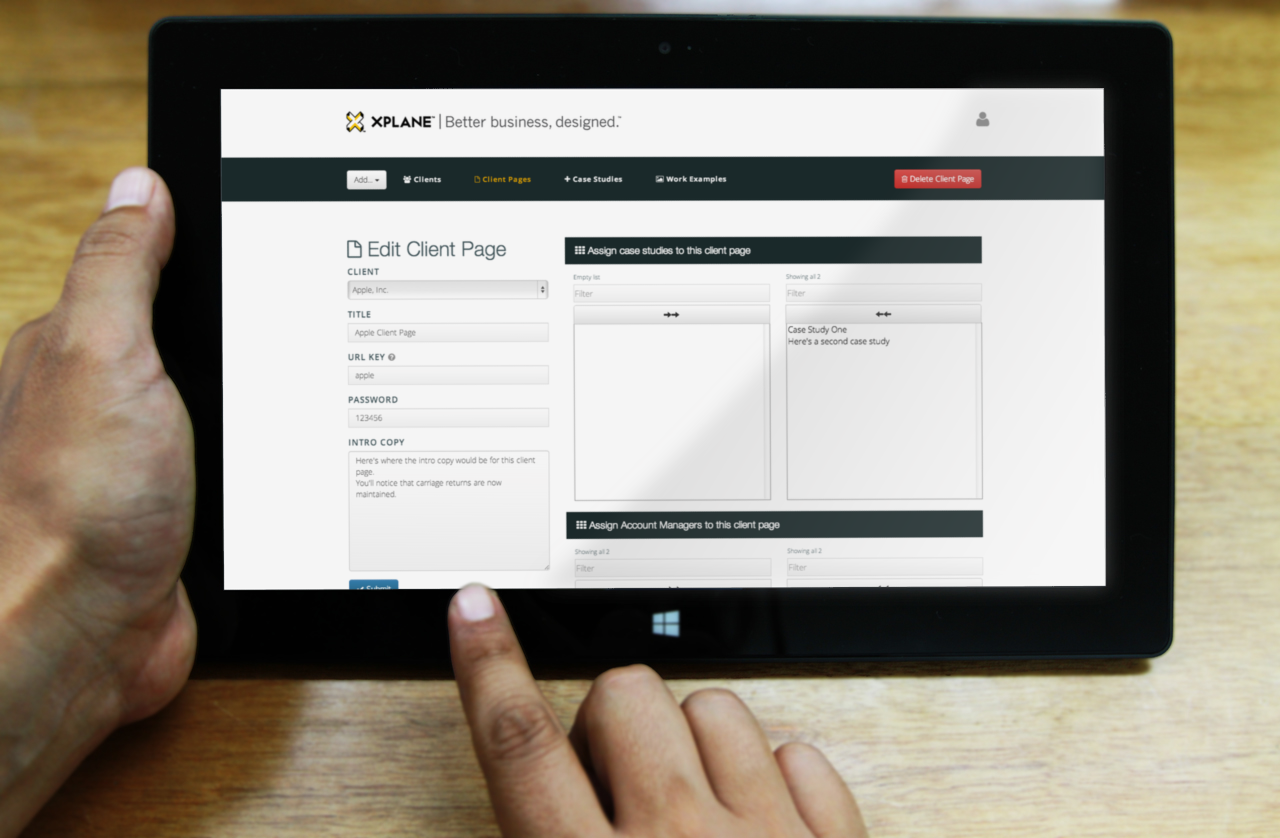 XPLANE™ | Better business, designed.™
Add... Clients Client Pages Case Studies Work Examples Delete Client Page
Edit Client Page
CLIENT
Apple, Inc.
TITLE
Apple Client Page
URL KEY
apple
PASSWORD
123456
INTRO COPY
Here's where the intro copy would be for this client
page.
You'll notice that carriage returns are now
maintained.
Submit
Assign case studies to this client page
Empty list
Filter
Showing all 2
Filter
Case Study One
Here's a second case study
Assign Account Managers to this client page
Showing all 2
Filter
Showing all 2
Filter